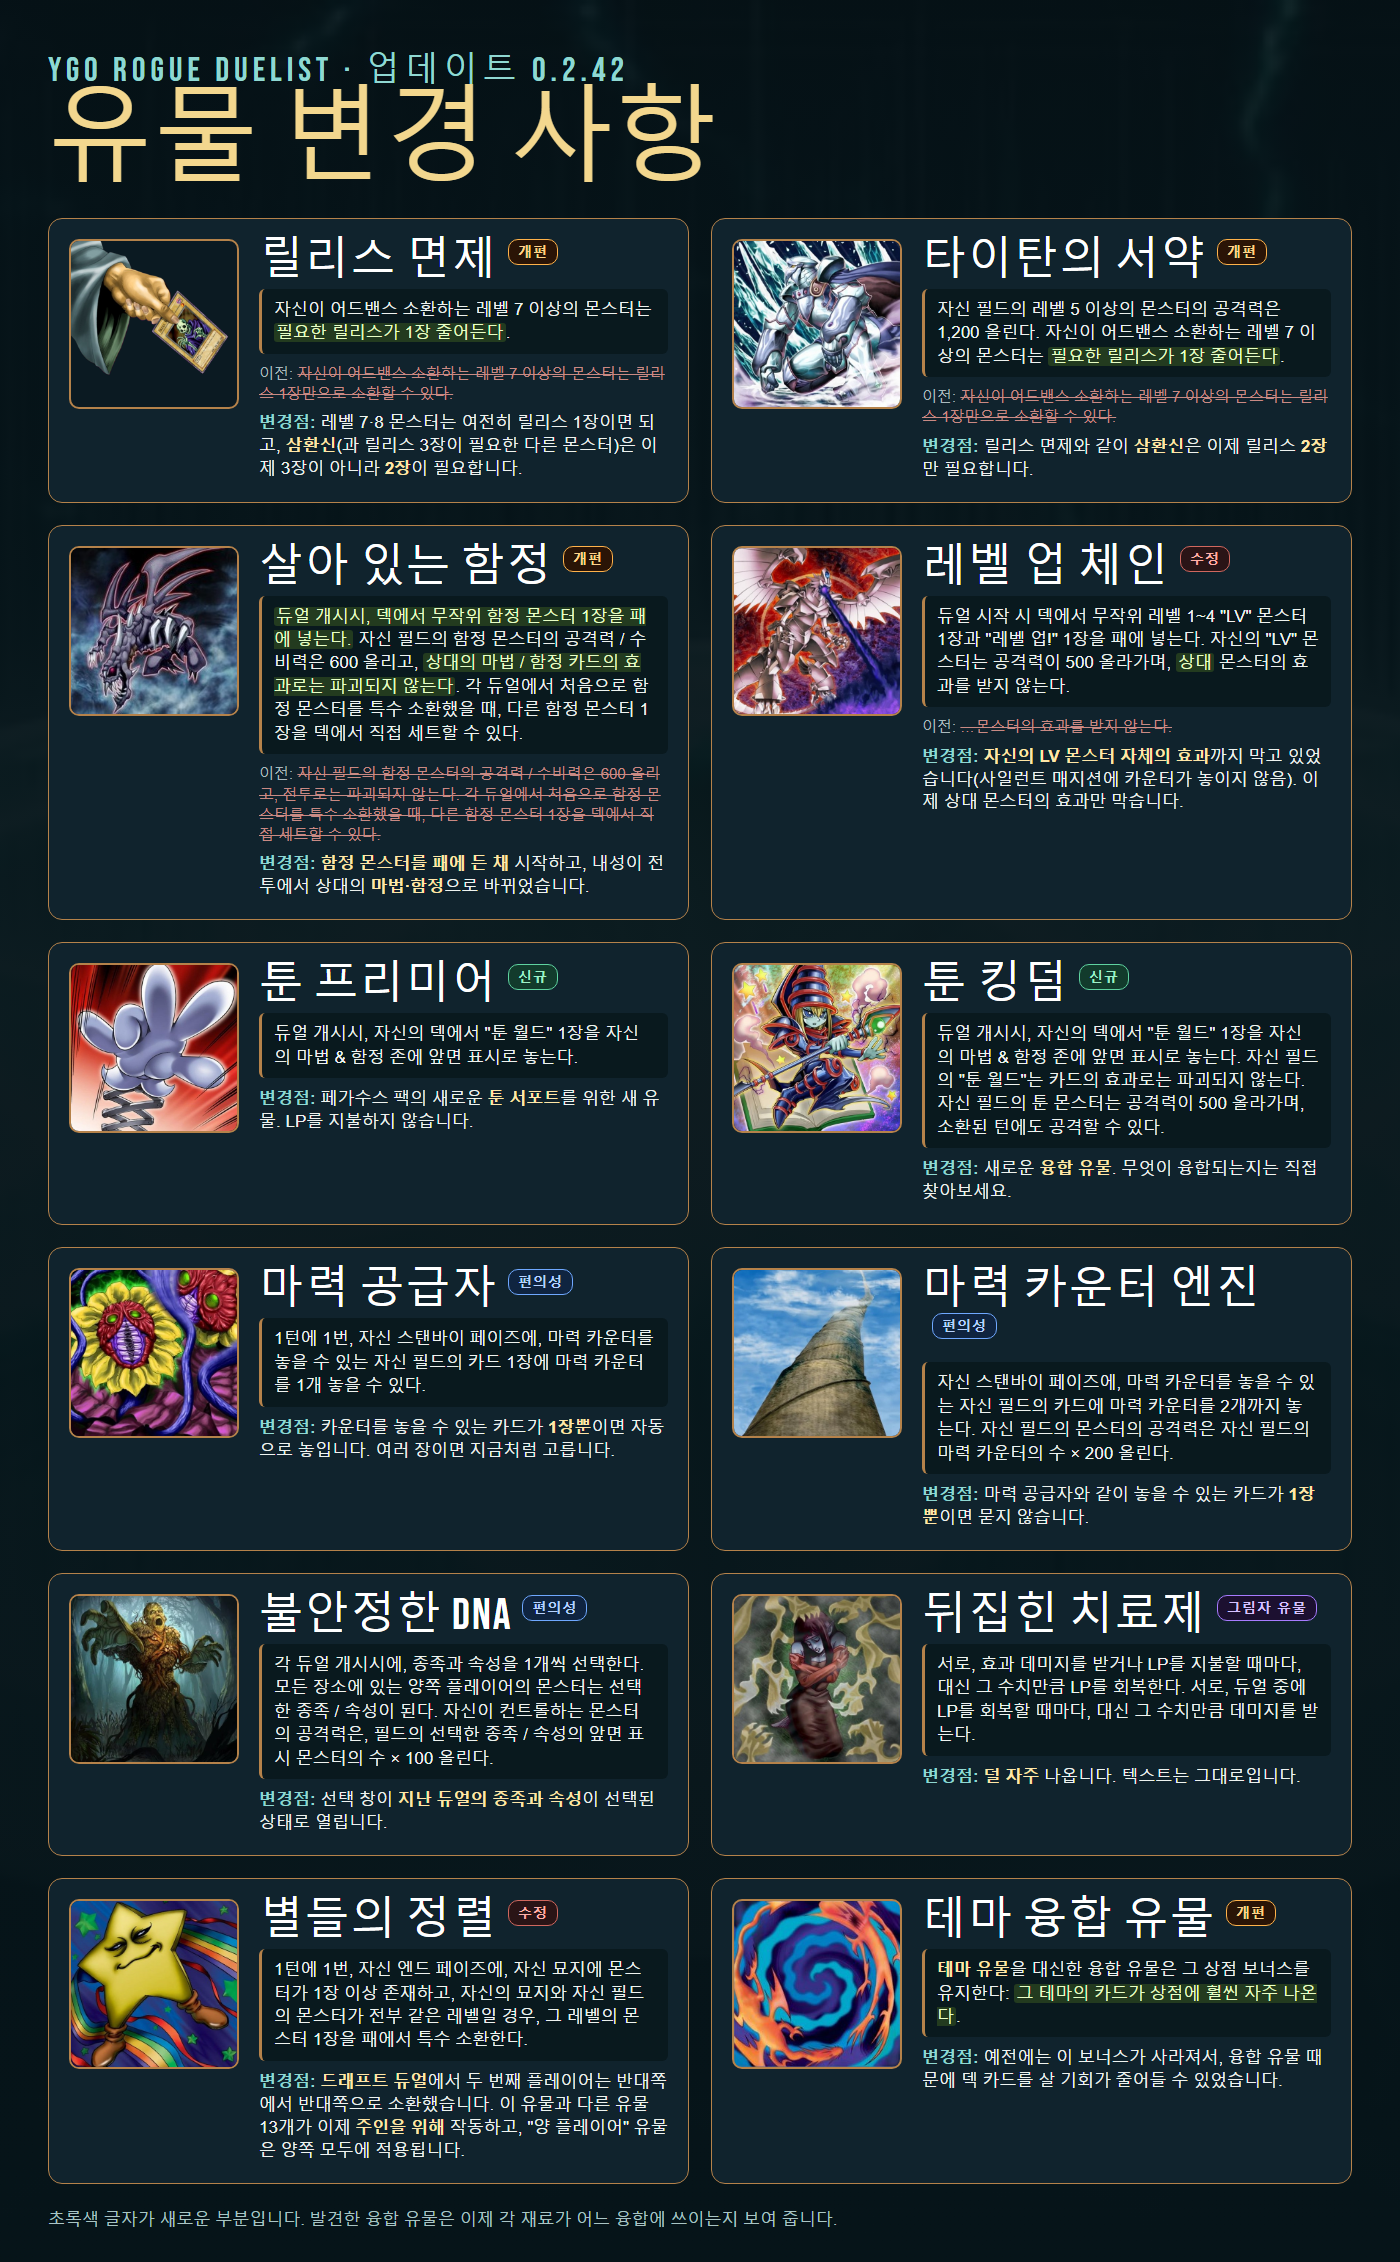 YGO ROGUE DUELIST · 업데이트 0.2.42
유물 변경 사항
릴리스 면제 개편
자신이 어드밴스 소환하는 레벨 7 이상의 몬스터는
필요한 릴리스가 1장 줄어든다.
이전: 자신이 어드밴스 소환하는 레벨 7 이상의 몬스터는 릴리
스 1장만으로 소환할 수 있다.
변경점: 레벨 7·8 몬스터는 여전히 릴리스 1장이면 되
고, 삼환신(과 릴리스 3장이 필요한 다른 몬스터)은 이
제 3장이 아니라 2장이 필요합니다.
타이탄의 서약 개편
자신 필드의 레벨 5 이상의 몬스터의 공격력은
1,200 올린다. 자신이 어드밴스 소환하는 레벨 7 이
상의 몬스터는 필요한 릴리스가 1장 줄어든다.
이전: 자신이 어드밴스 소환하는 레벨 7 이상의 몬스터는 릴리
스 1장만으로 소환할 수 있다.
변경점: 릴리스 면제와 같이 삼환신은 이제 릴리스 2장
만 필요합니다.
살아 있는 함정 개편
듀얼 개시시, 덱에서 무작위 함정 몬스터 1장을 패
에 넣는다. 자신 필드의 함정 몬스터의 공격력 / 수
비력은 600 올리고, 상대의 마법 / 함정 카드의 효
과로는 파괴되지 않는다. 각 듀얼에서 처음으로 함
정 몬스터를 특수 소환했을 때, 다른 함정 몬스터 1
장을 덱에서 직접 세트할 수 있다.
이전: 자신 필드의 함정 몬스터의 공격력 / 수비력은 600 올리
고, 전투로는 파괴되지 않는다. 각 듀얼에서 처음으로 함정 몬
스터를 특수 소환했을 때, 다른 함정 몬스터 1장을 덱에서 직
접 세트할 수 있다.
변경점: 함정 몬스터를 패에 든 채 시작하고, 내성이 전
투에서 상대의 마법·함정으로 바뀌었습니다.
레벨 업 체인 수정
듀얼 시작 시 덱에서 무작위 레벨 1~4 "LV" 몬스터
1장과 "레벨 업!" 1장을 패에 넣는다. 자신의 "LV" 몬
스터는 공격력이 500 올라가며, 상대 몬스터의 효
과를 받지 않는다.
이전: ...몬스터의 효과를 받지 않는다.
변경점: 자신의 LV 몬스터 자체의 효과까지 막고 있었
습니다(사일런트 매지션에 카운터가 놓이지 않음). 이
제 상대 몬스터의 효과만 막습니다.
툰 프리미어 신규
듀얼 개시시, 자신의 덱에서 "툰 월드" 1장을 자신
의 마법 & 함정 존에 앞면 표시로 놓는다.
변경점: 페가수스 팩의 새로운 툰 서포트를 위한 새 유
물. LP를 지불하지 않습니다.
툰 킹덤 신규
듀얼 개시시, 자신의 덱에서 "툰 월드" 1장을 자신
의 마법 & 함정 존에 앞면 표시로 놓는다. 자신 필드
의 "툰 월드"는 카드의 효과로는 파괴되지 않는다.
자신 필드의 툰 몬스터는 공격력이 500 올라가며,
소환된 턴에도 공격할 수 있다.
변경점: 새로운 융합 유물. 무엇이 융합되는지는 직접
찾아보세요.
마력 공급자 편의성
1턴에 1번, 자신 스탠바이 페이즈에, 마력 카운터를
놓을 수 있는 자신 필드의 카드 1장에 마력 카운터
를 1개 놓을 수 있다.
변경점: 카운터를 놓을 수 있는 카드가 1장뿐이면 자동
으로 놓입니다. 여러 장이면 지금처럼 고릅니다.
마력 카운터 엔진
편의성
자신 스탠바이 페이즈에, 마력 카운터를 놓을 수 있
는 자신 필드의 카드에 마력 카운터를 2개까지 놓
는다. 자신 필드의 몬스터의 공격력은 자신 필드의
마력 카운터의 수 × 200 올린다.
변경점: 마력 공급자와 같이 놓을 수 있는 카드가 1장
뿐이면 묻지 않습니다.
불안정한 DNA 편의성
각 듀얼 개시시에, 종족과 속성을 1개씩 선택한다.
모든 장소에 있는 양쪽 플레이어의 몬스터는 선택
한 종족 / 속성이 된다. 자신이 컨트롤하는 몬스터
의 공격력은, 필드의 선택한 종족 / 속성의 앞면 표
시 몬스터의 수 × 100 올린다.
변경점: 선택 창이 지난 듀얼의 종족과 속성이 선택된
상태로 열립니다.
뒤집힌 치료제 그림자 유물
서로, 효과 데미지를 받거나 LP를 지불할 때마다,
대신 그 수치만큼 LP를 회복한다. 서로, 듀얼 중에
LP를 회복할 때마다, 대신 그 수치만큼 데미지를 받
는다.
변경점: 덜 자주 나옵니다. 텍스트는 그대로입니다.
별들의 정렬 수정
1턴에 1번, 자신 엔드 페이즈에, 자신 묘지에 몬스
터가 1장 이상 존재하고, 자신의 묘지와 자신 필드
의 몬스터가 전부 같은 레벨일 경우, 그 레벨의 몬
스터 1장을 패에서 특수 소환한다.
변경점: 드래프트 듀얼에서 두 번째 플레이어는 반대쪽
에서 반대쪽으로 소환했습니다. 이 유물과 다른 유물
13개가 이제 주인을 위해 작동하고, "양 플레이어" 유물
은 양쪽 모두에 적용됩니다.
테마 융합 유물 개편
테마 유물을 대신한 융합 유물은 그 상점 보너스를
유지한다: 그 테마의 카드가 상점에 훨씬 자주 나온
다.
변경점: 예전에는 이 보너스가 사라져서, 융합 유물 때
문에 덱 카드를 살 기회가 줄어들 수 있었습니다.
초록색 글자가 새로운 부분입니다. 발견한 융합 유물은 이제 각 재료가 어느 융합에 쓰이는지 보여 줍니다.